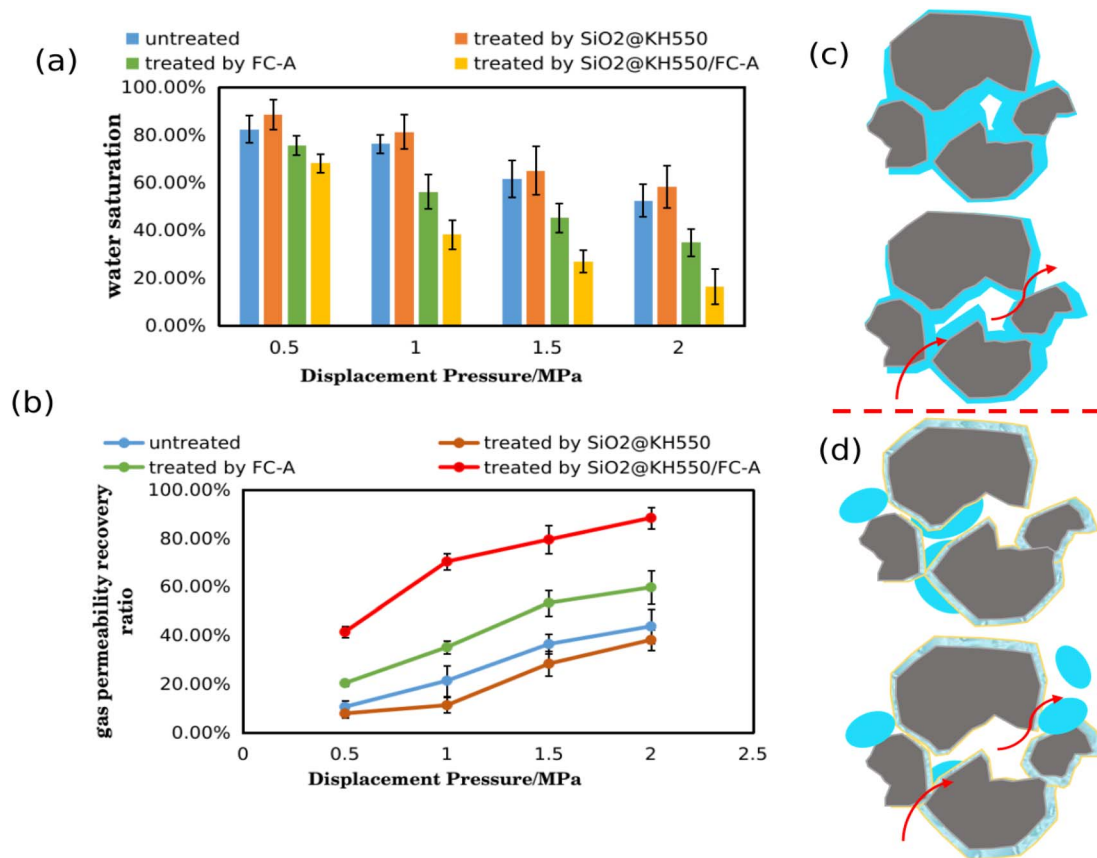 (a)
untreated
treated by SiO2@KH550
treated by FC-A
treated by SiO2@KH550/FC-A
water saturation
100.00%
80.00%
60.00%
40.00%
20.00%
0.00%
0.5 1 1.5 2
Displacement Pressure/MPa
(b)
untreated
treated by SiO2@KH550
treated by FC-A
treated by SiO2@KH550/FC-A
gas permeability recovery
ratio
100.00%
80.00%
60.00%
40.00%
20.00%
0.00%
0 0.5 1 1.5 2 2.5
Displacement Pressure/MPa
(c)
(d)